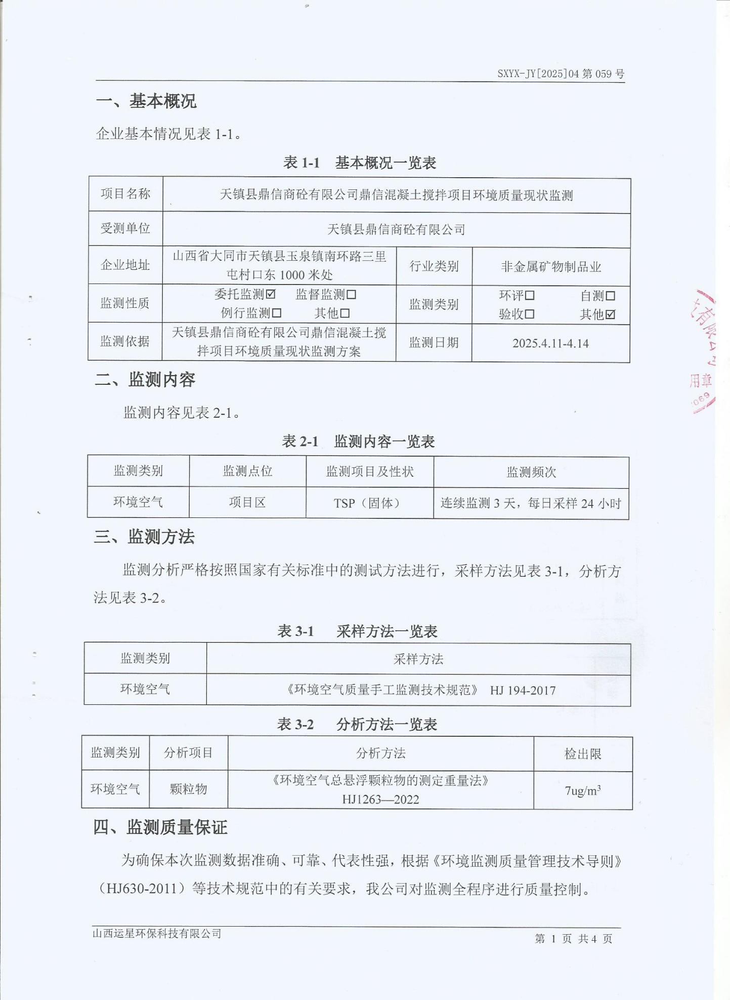 SXYX-JY[2025]04 第 059 号
一、基本概况
企业基本情况见表 1-1。
表 1-1 基本概况一览表
项目名称 天镇县鼎信商砼有限公司鼎信混凝土搅拌项目环境质量现状监测
受测单位 天镇县鼎信商砼有限公司
企业地址 山西省大同市天镇县玉泉镇南环路三里
屯村口东 1000 米处 行业类别 非金属矿物制品业
监测性质 委托监测☑ 监督监测□
例行监测□ 其他□ 监测类别 环评□ 自测□
验收□ 其他☑
监测依据 天镇县鼎信商砼有限公司鼎信混凝土搅
拌项目环境质量现状监测方案 监测日期 2025.4.11-4.14
二、监测内容
监测内容见表 2-1。
表 2-1 监测内容一览表
监测类别 监测点位 监测项目及性状 监测频次
环境空气 项目区 TSP（固体） 连续监测 3 天，每日采样 24 小时
三、监测方法
监测分析严格按照国家有关标准中的测试方法进行，采样方法见表 3-1，分析方
法见表 3-2。
表 3-1 采样方法一览表
监测类别 采样方法
环境空气 《环境空气质量手工监测技术规范》 HJ 194-2017
表 3-2 分析方法一览表
监测类别 分析项目 分析方法 检出限
环境空气 颗粒物 《环境空气总悬浮颗粒物的测定重量法》
HJ1263—2022 7ug/m³
四、监测质量保证
为确保本次监测数据准确、可靠、代表性强，根据《环境监测质量管理技术导则》
（HJ630-2011）等技术规范中的有关要求，我公司对监测全程序进行质量控制。
山西运星环保科技有限公司
第 1 页 共 4 页
有限公司
用章
069